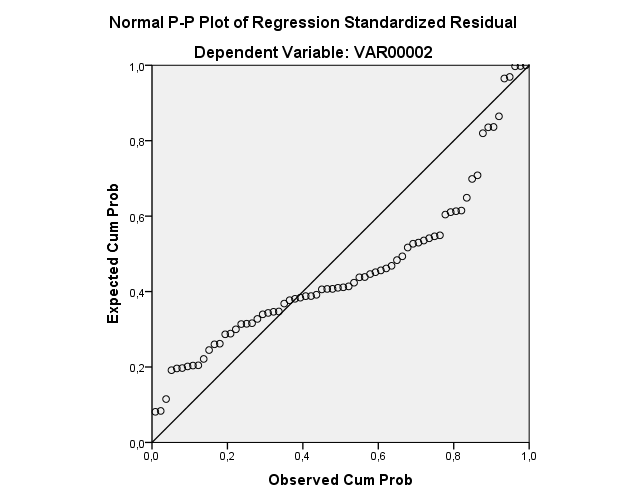 Normal P-P Plot of Regression Standardized Residual
Dependent Variable: VAR00002
1,0
0,8
0,6
0,4
0,2
0,0
Expected Cum Prob
0,0 0,2 0,4 0,6 0,8 1,0
Observed Cum Prob